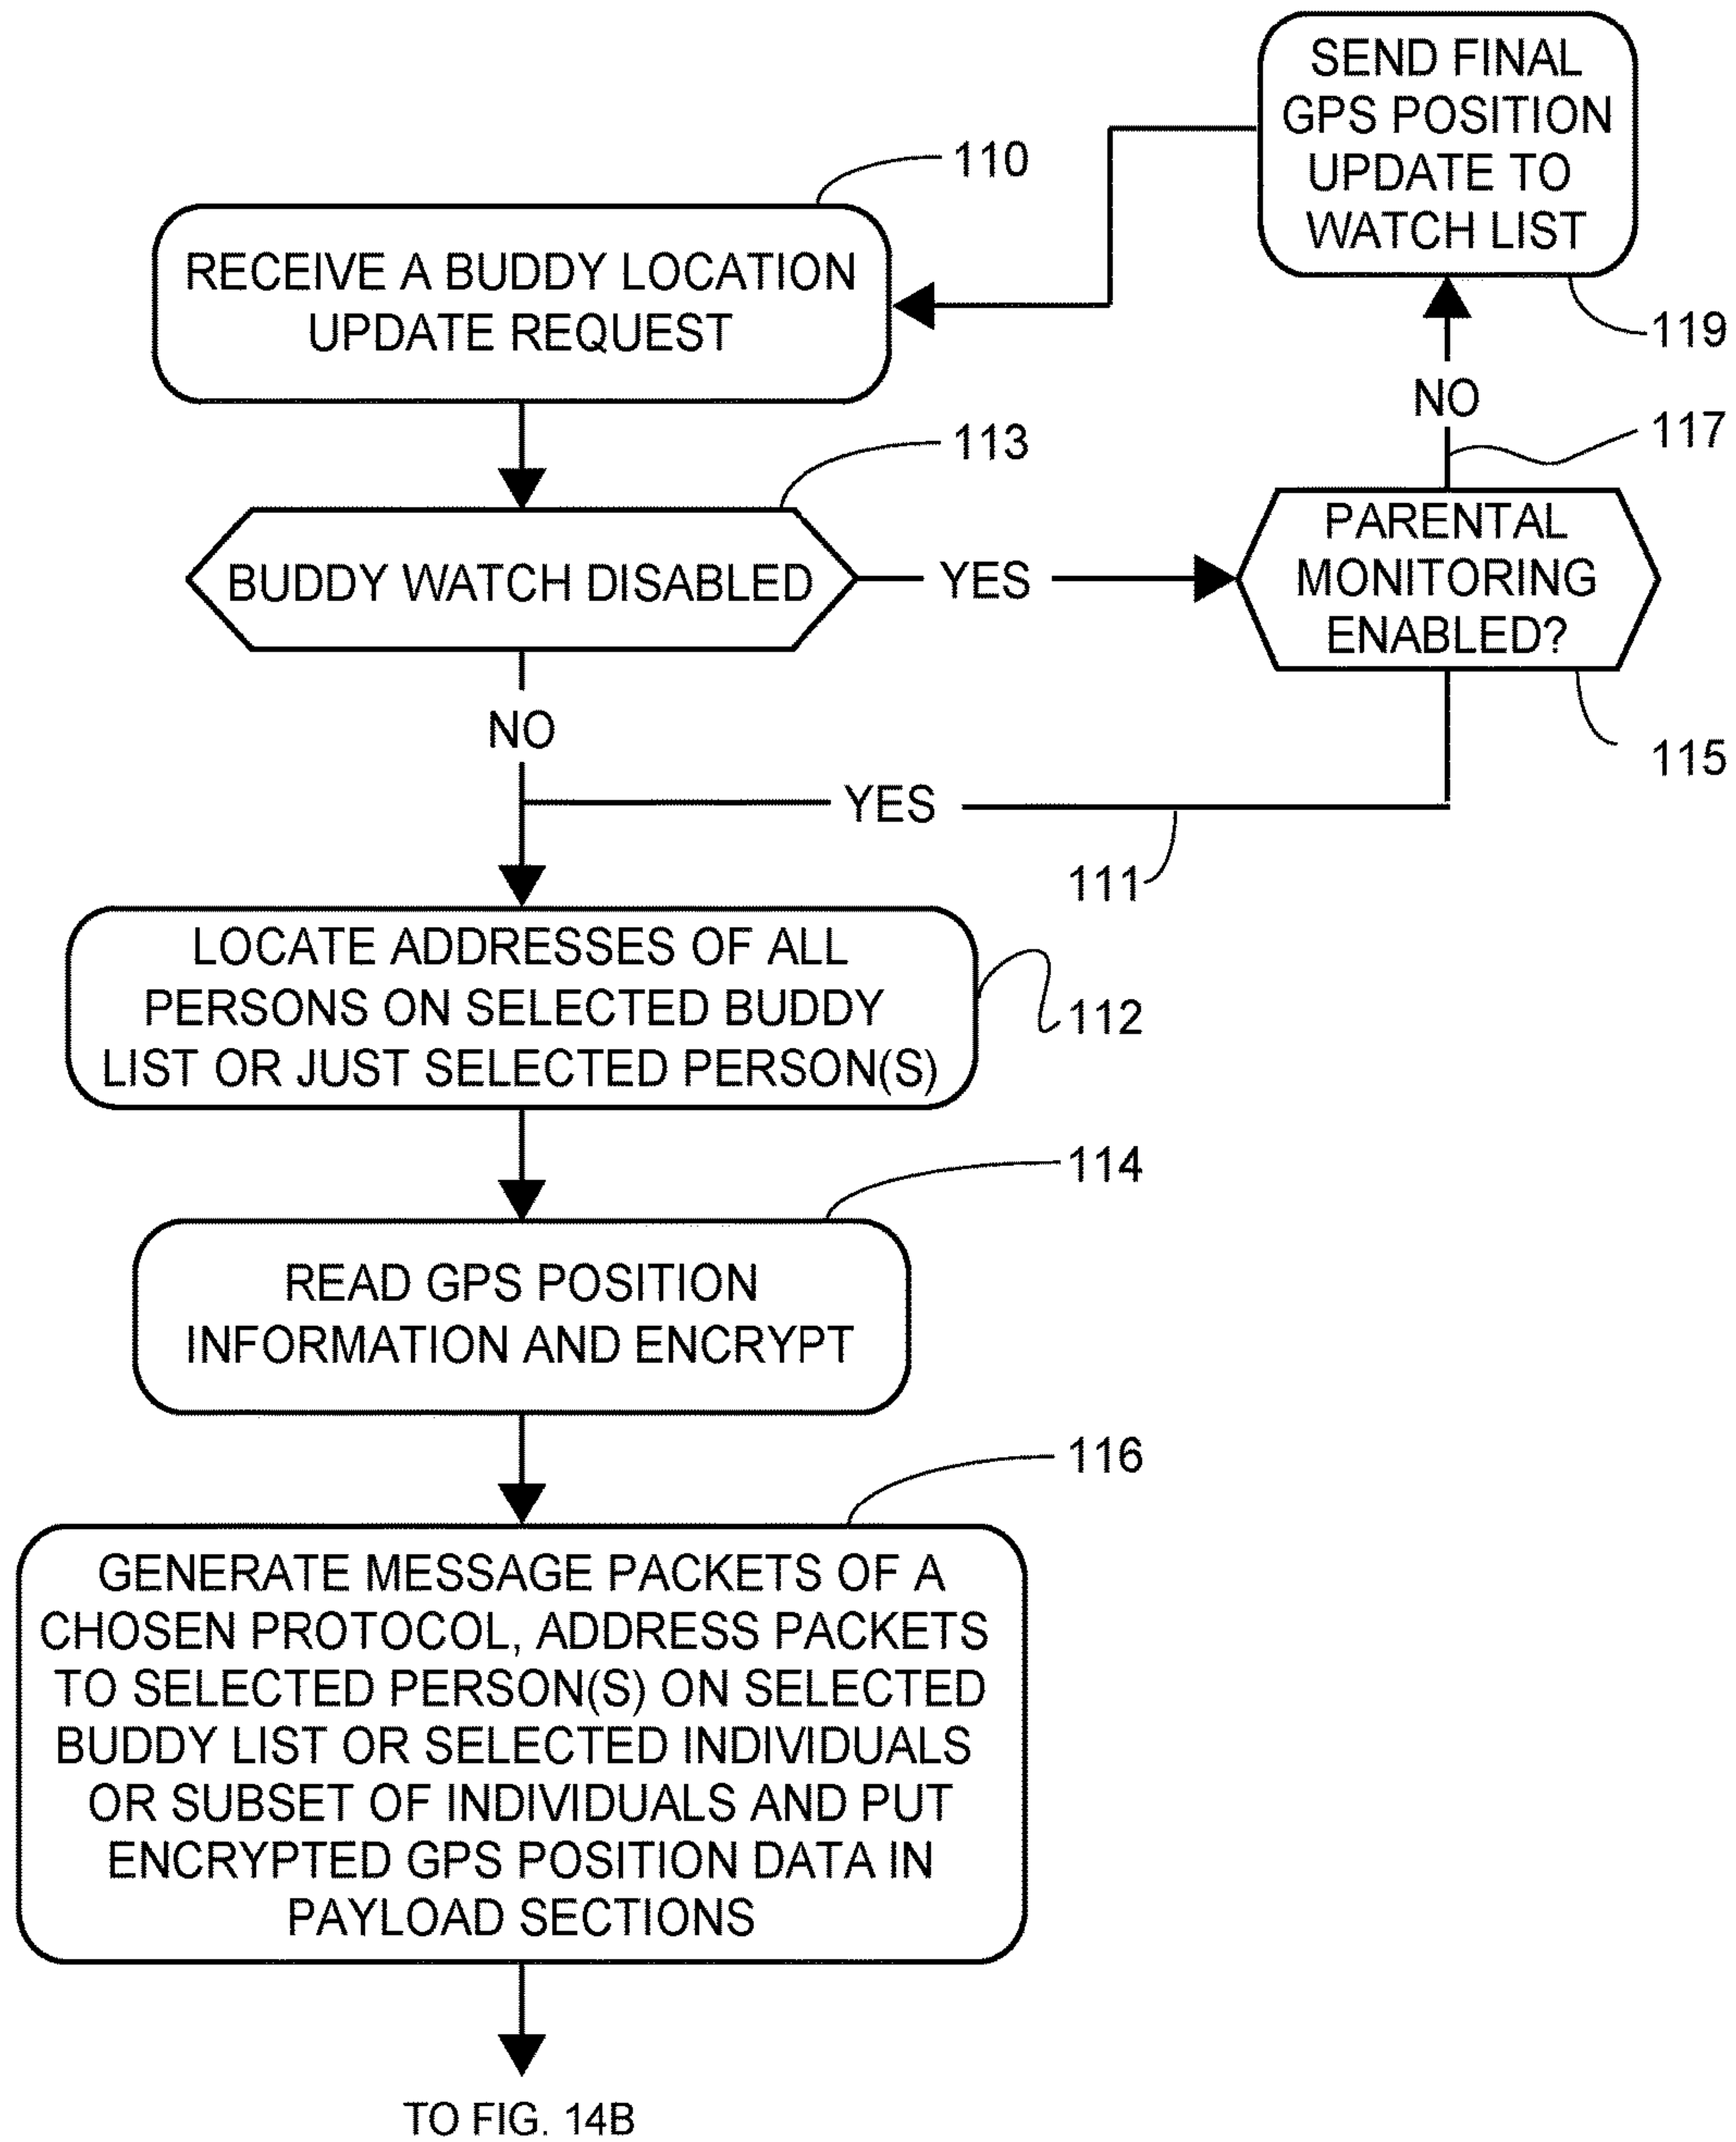 SEND FINAL
GPS POSITION
UPDATE TO
WATCH LIST
119
110
RECEIVE A BUDDY LOCATION
UPDATE REQUEST
NO
117
113
BUDDY WATCH DISABLED
YES
PARENTAL
MONITORING
ENABLED?
115
NO
YES
111
LOCATE ADDRESSES OF ALL
PERSONS ON SELECTED BUDDY
LIST OR JUST SELECTED PERSON(S)
112
114
READ GPS POSITION
INFORMATION AND ENCRYPT
116
GENERATE MESSAGE PACKETS OF A
CHOSEN PROTOCOL, ADDRESS PACKETS
TO SELECTED PERSON(S) ON SELECTED
BUDDY LIST OR SELECTED INDIVIDUALS
OR SUBSET OF INDIVIDUALS AND PUT
ENCRYPTED GPS POSITION DATA IN
PAYLOAD SECTIONS
TO FIG. 14B